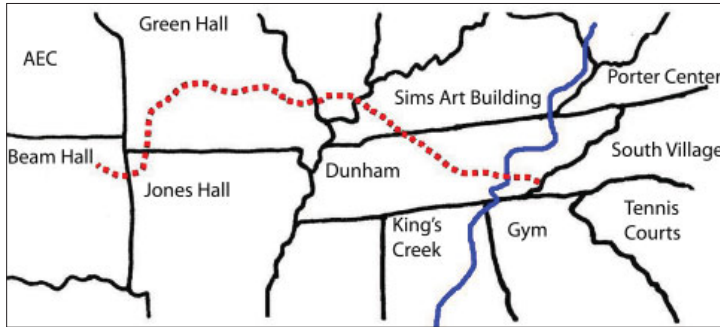 Green Hall
AEC
Porter Center
Sims Art Building
Beam Hall
South Village
Dunham
Jones Hall
King's
Creek
Gym
Tennis
Courts